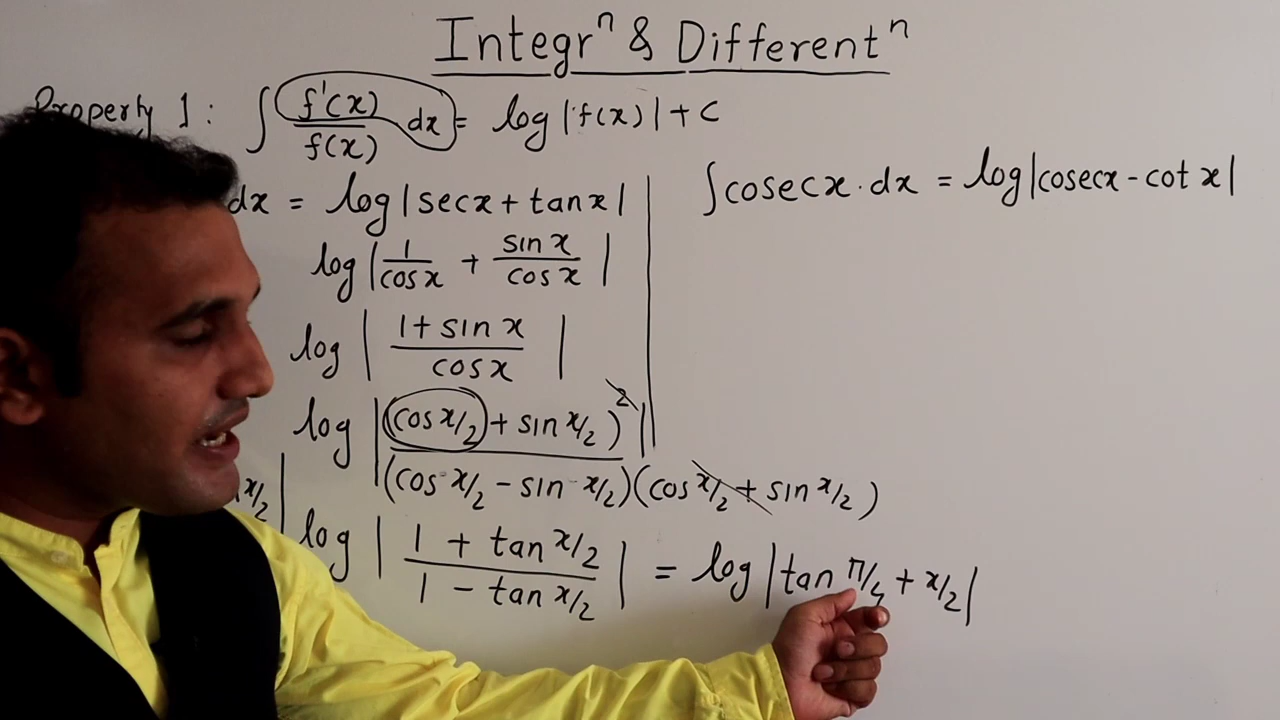 Integrⁿ & Differentⁿ
Property 1: ∫ f'(x)/f(x) dx = log |f(x)| + c
dx = log |secx + tanx|
∫cosecx·dx = log|cosecx - cot x|
log |1/cosx + sinx/cosx|
log |1 + sinx/cosx|
log |(cos x/2 + sin x/2)²|
(cos x/2 - sin x/2)(cos x/2 + sin x/2)
x/2|
log |1 + tan x/2 / 1 - tan x/2| = log |tan π/4 + x/2|